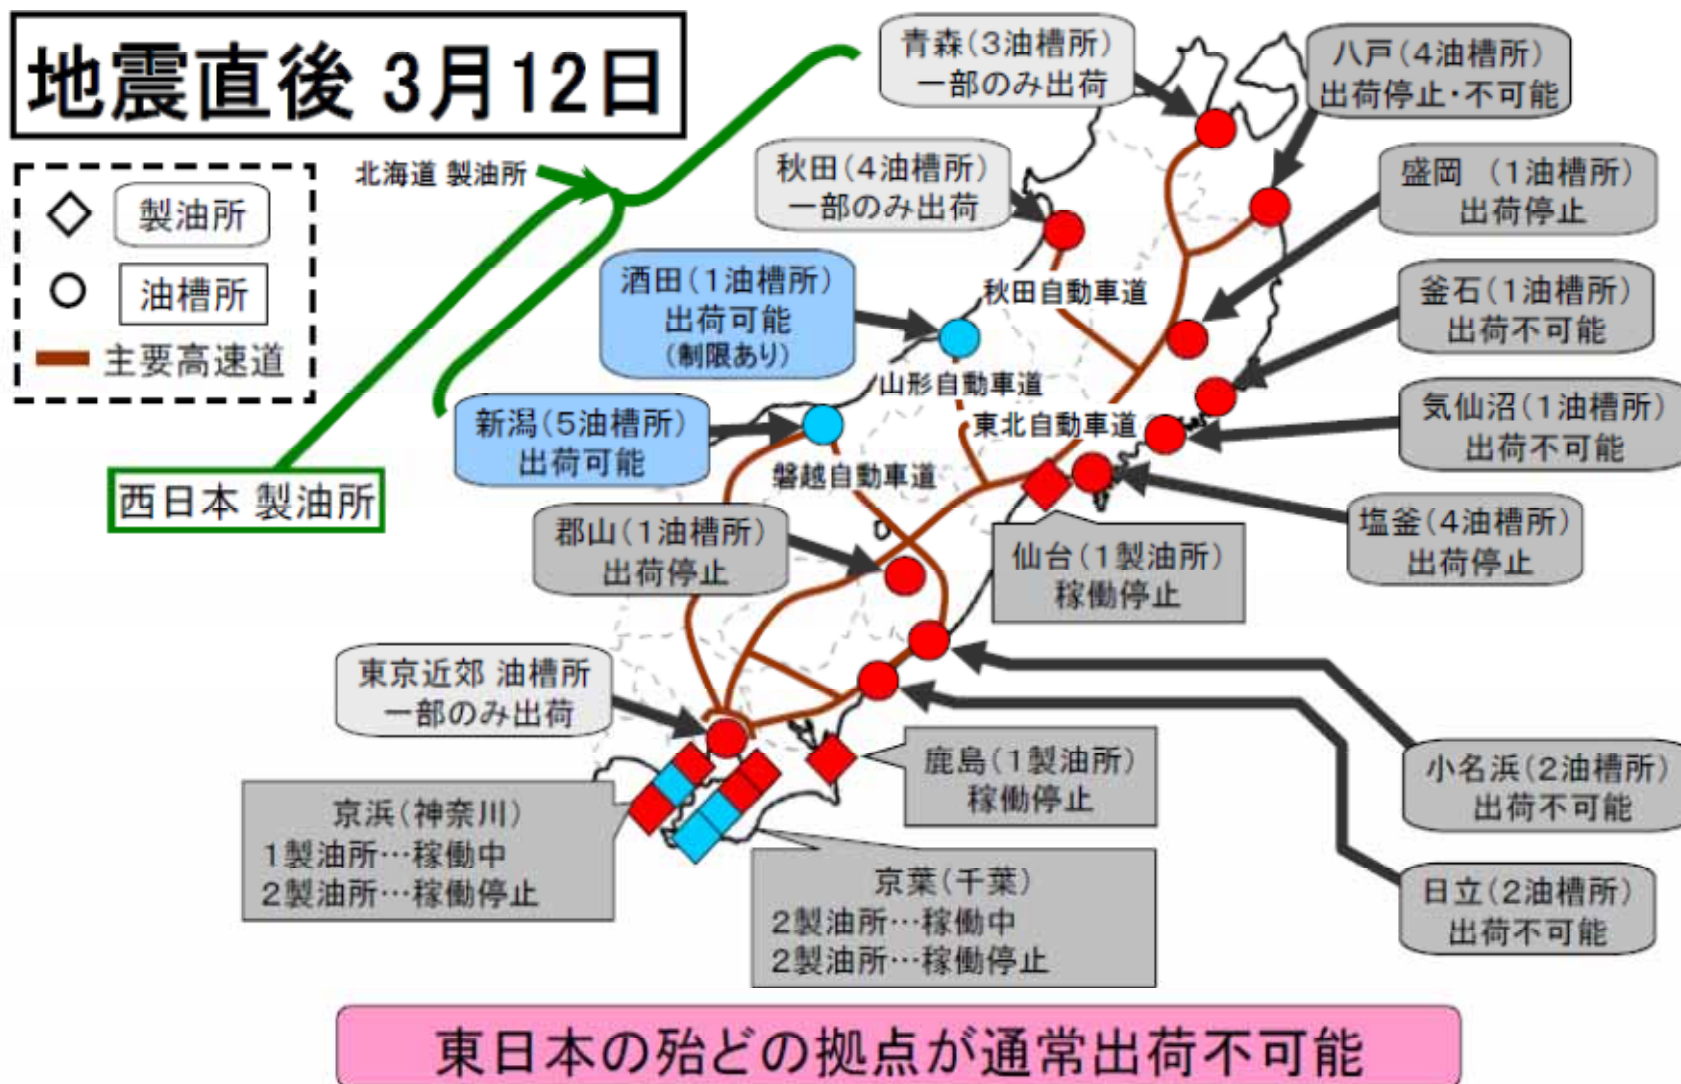 地震直後 3月12日
製油所
油槽所
主要高速道
北海道 製油所
西日本 製油所
青森(3油槽所)
一部のみ出荷
八戸(4油槽所)
出荷停止・不可能
秋田(4油槽所)
一部のみ出荷
盛岡 (1油槽所)
出荷停止
酒田(1油槽所)
出荷可能
(制限あり)
秋田自動車道
釜石(1油槽所)
出荷不可能
山形自動車道
新潟(5油槽所)
出荷可能
東北自動車道
気仙沼(1油槽所)
出荷不可能
磐越自動車道
郡山(1油槽所)
出荷停止
仙台(1製油所)
稼働停止
塩釜(4油槽所)
出荷停止
東京近郊 油槽所
一部のみ出荷
鹿島(1製油所)
稼働停止
小名浜(2油槽所)
出荷不可能
京浜(神奈川)
1製油所…稼働中
2製油所…稼働停止
京葉(千葉)
2製油所…稼働中
2製油所…稼働停止
日立(2油槽所)
出荷不可能
東日本の殆どの拠点が通常出荷不可能